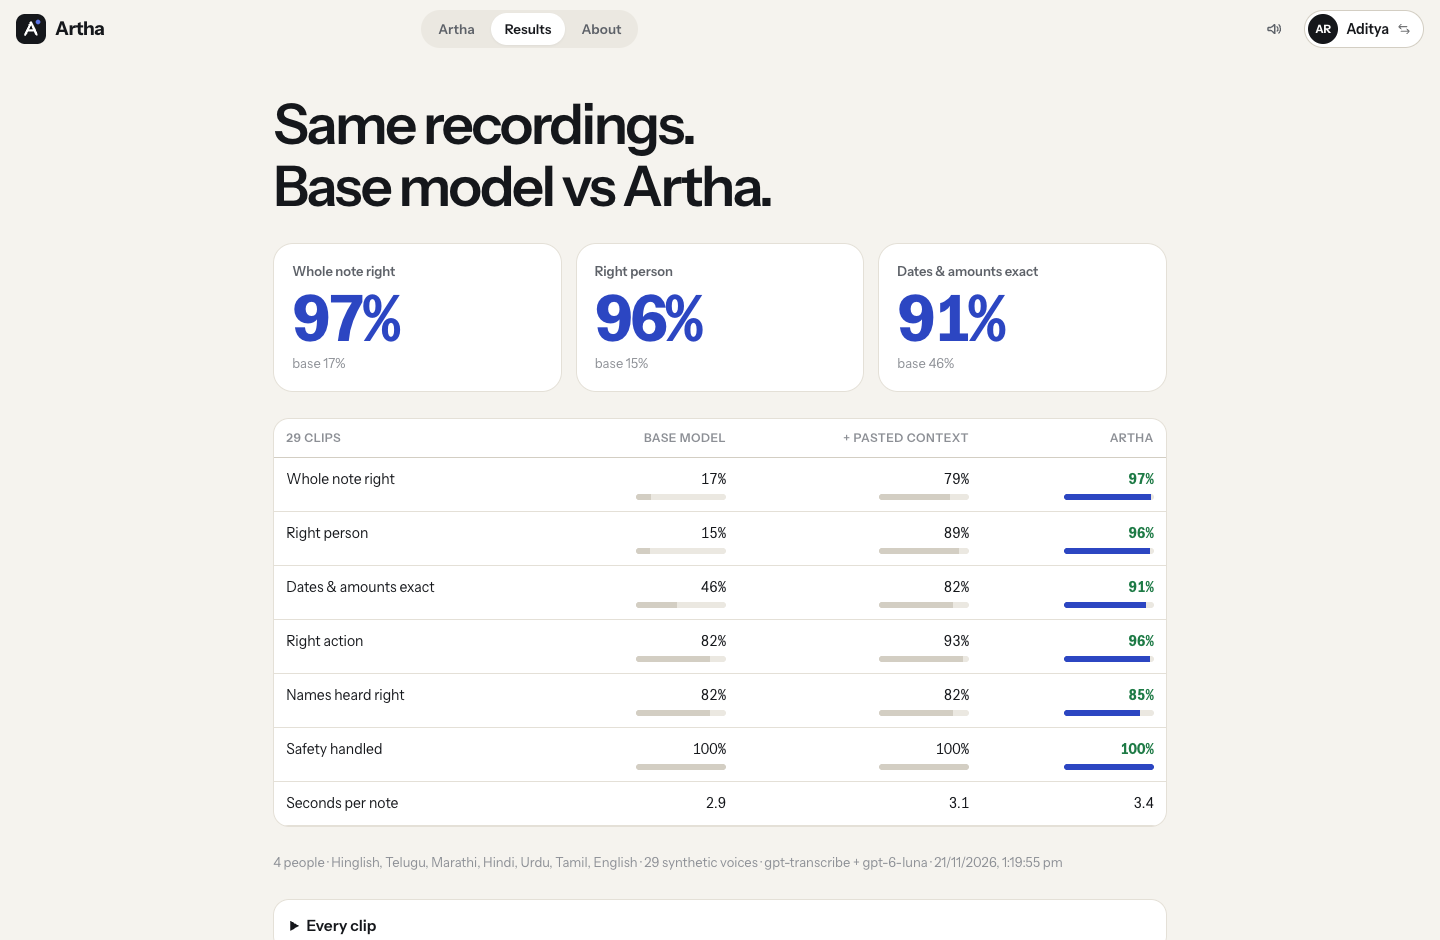 Artha
Artha Results About
AR Aditya
Same recordings.
Base model vs Artha.
Whole note right
97%
base 17%
Right person
96%
base 15%
Dates & amounts exact
91%
base 46%
29 CLIPS BASE MODEL + PASTED CONTEXT ARTHA
Whole note right 17% 79% 97%
Right person 15% 89% 96%
Dates & amounts exact 46% 82% 91%
Right action 82% 93% 96%
Names heard right 82% 82% 85%
Safety handled 100% 100% 100%
Seconds per note 2.9 3.1 3.4
4 people · Hinglish, Telugu, Marathi, Hindi, Urdu, Tamil, English · 29 synthetic voices · gpt-transcribe + gpt-6-luna · 21/11/2026, 1:19:55 pm
Every clip